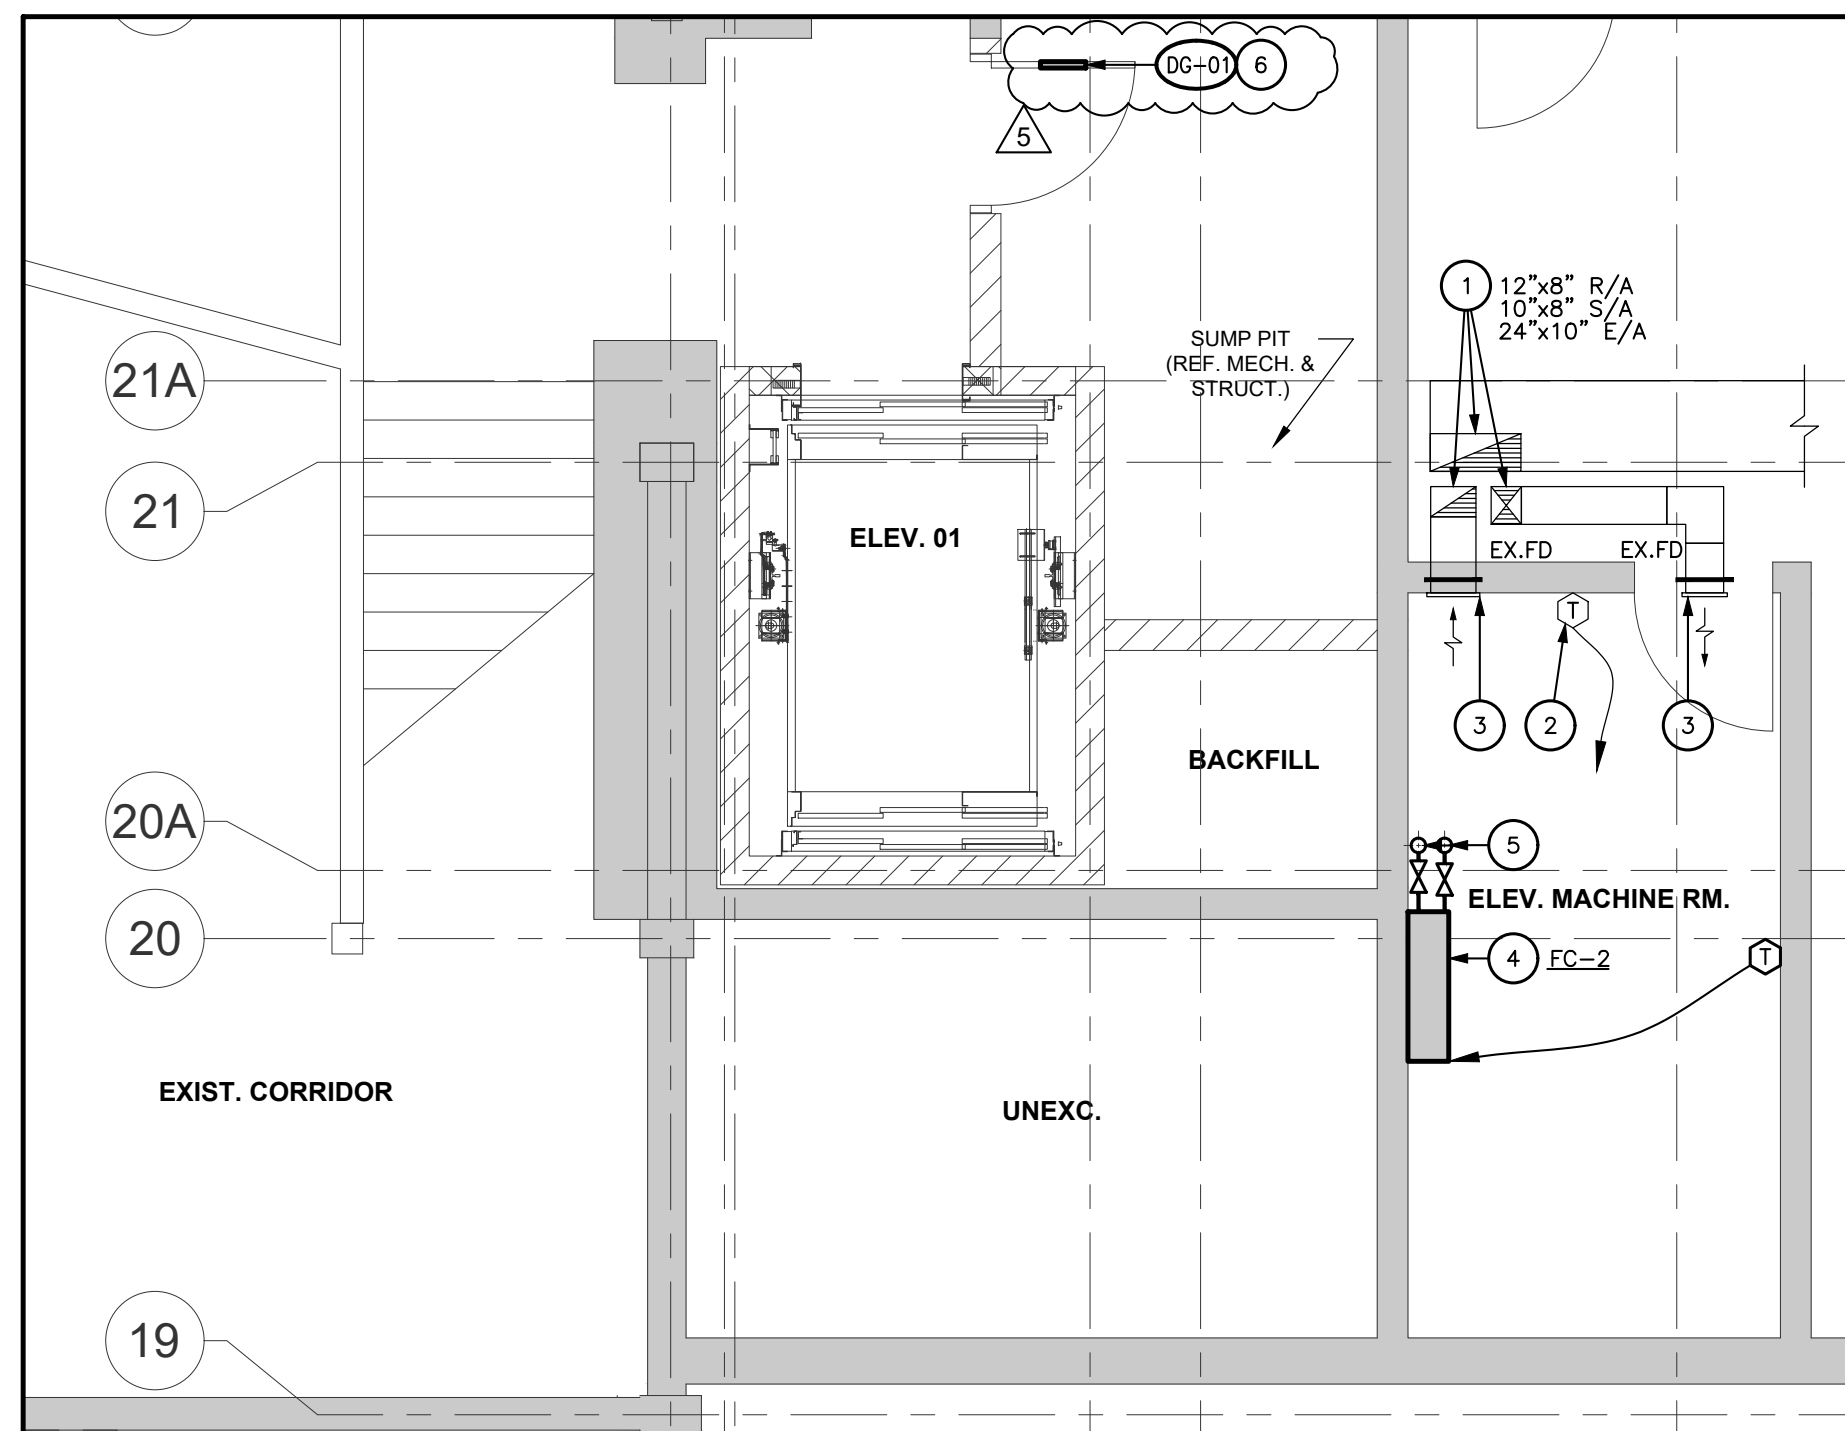 DG-01 6
5
1 12"x8" R/A
10"x8" S/A
24"x10" E/A
SUMP PIT
(REF. MECH. &
STRUCT.)
21A
21
ELEV. 01
EX.FD EX.FD
T
3 2 3
BACKFILL
20A
5
ELEV. MACHINE RM.
20
4 FC-2
T
EXIST. CORRIDOR
UNEXC.
19